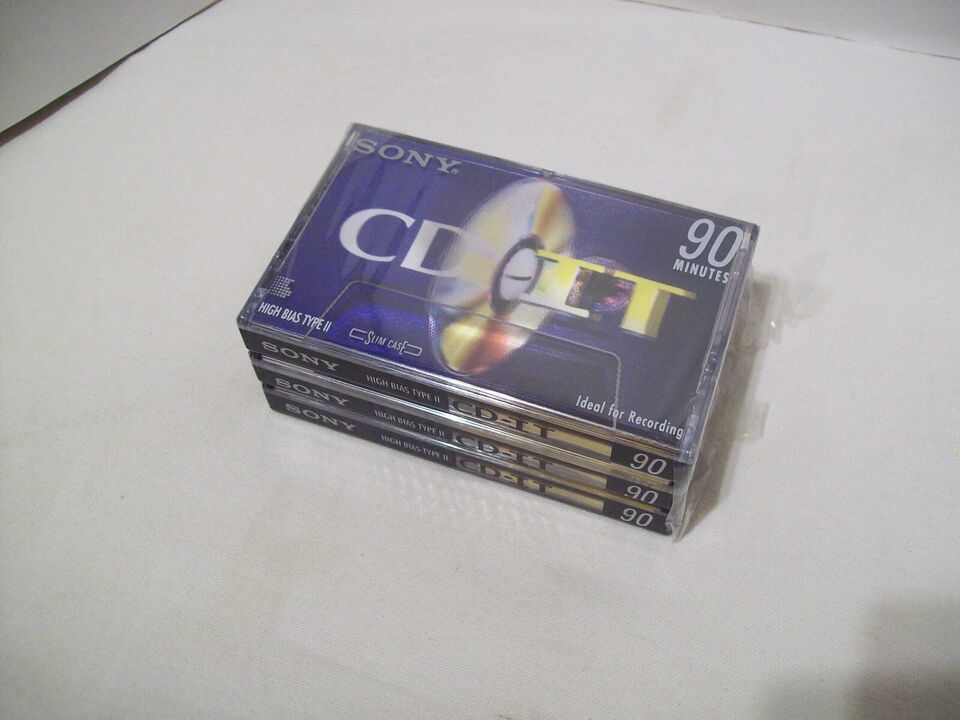 SONY
CD-IT
90
MINUTES
HIGH BIAS TYPE II
SLIM CASE
Ideal for Recording
SONY HIGH BIAS TYPE II CD-IT 90
SONY HIGH BIAS TYPE II CD-IT 90
SONY HIGH BIAS TYPE II CD-IT 90